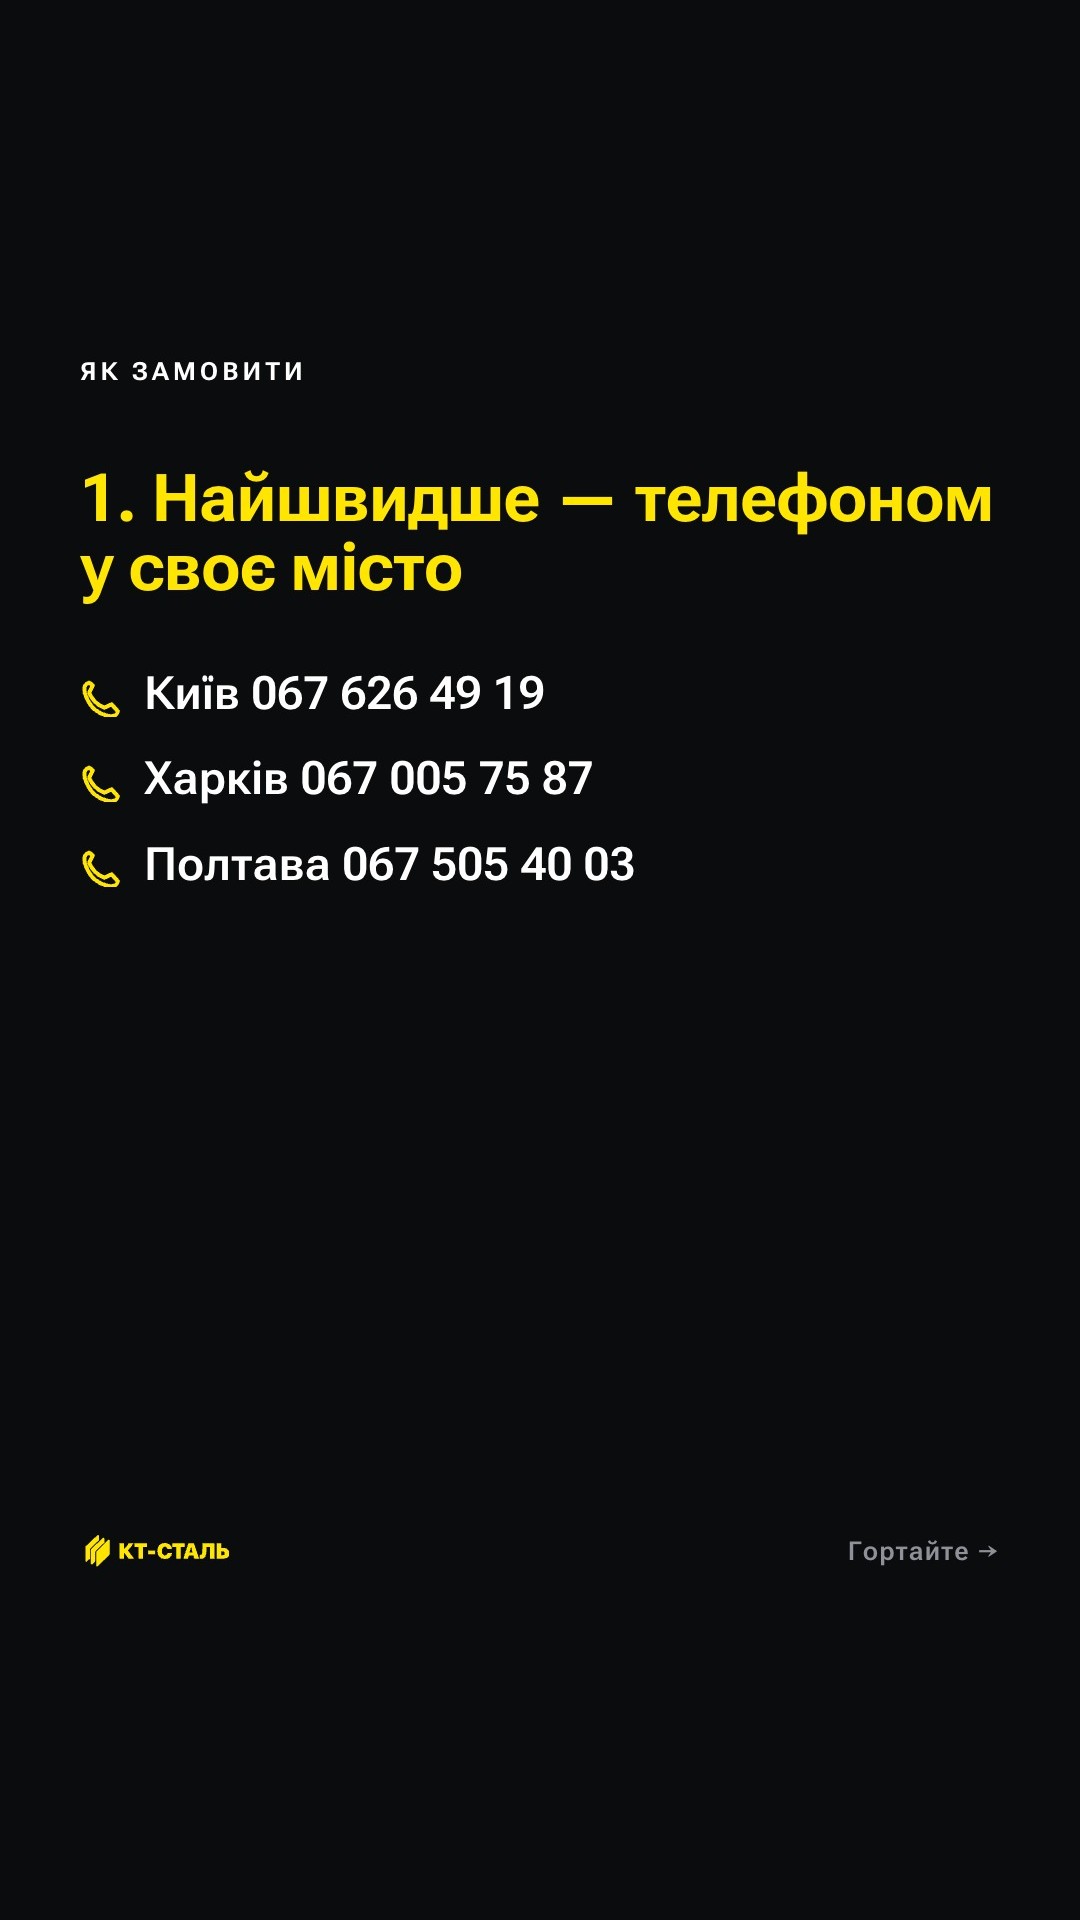 ЯК ЗАМОВИТИ
1. Найшвидше — телефоном
у своє місто
Київ 067 626 49 19
Харків 067 005 75 87
Полтава 067 505 40 03
КТ-СТАЛЬ
Гортайте →